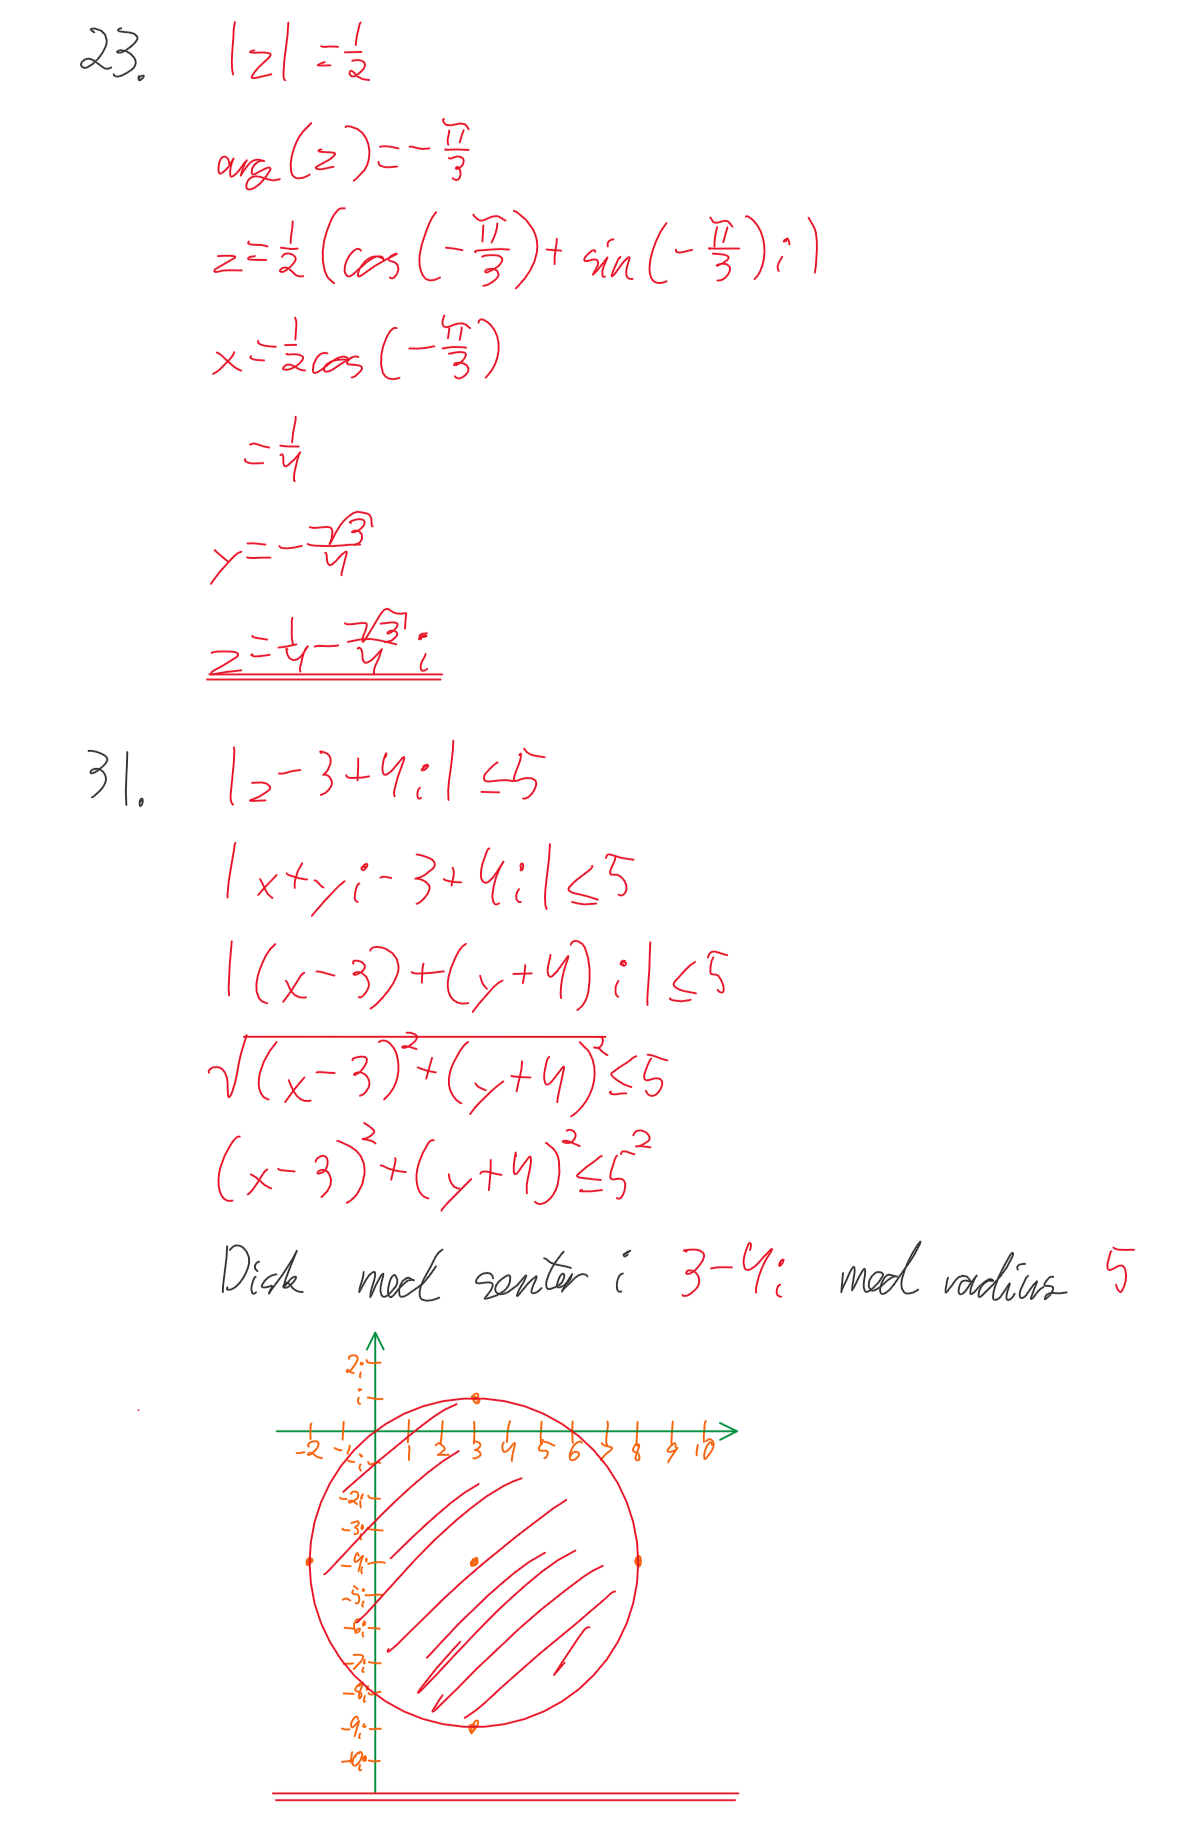 23. |z| = 1/2
arg(z) = -π/3
z = 1/2 (cos(-π/3) + sin(-π/3)i)
x = 1/2 cos(-π/3)
= 1/4
y = -√3/4
z = 1/4 - √3/4 i
31. |z-3+4i| ≤ 5
|x+yi-3+4i| ≤ 5
|(x-3)+(y+4)i| ≤ 5
√((x-3)²+(y+4)²) ≤ 5
(x-3)²+(y+4)² ≤ 5²
Disk med senter i 3-4i med radius 5
2i
i
-2 -1 1 2 3 4 5 6 7 8 9 10
-i
-2i
-3i
-4i
-5i
-6i
-7i
-8i
-9i
-10i